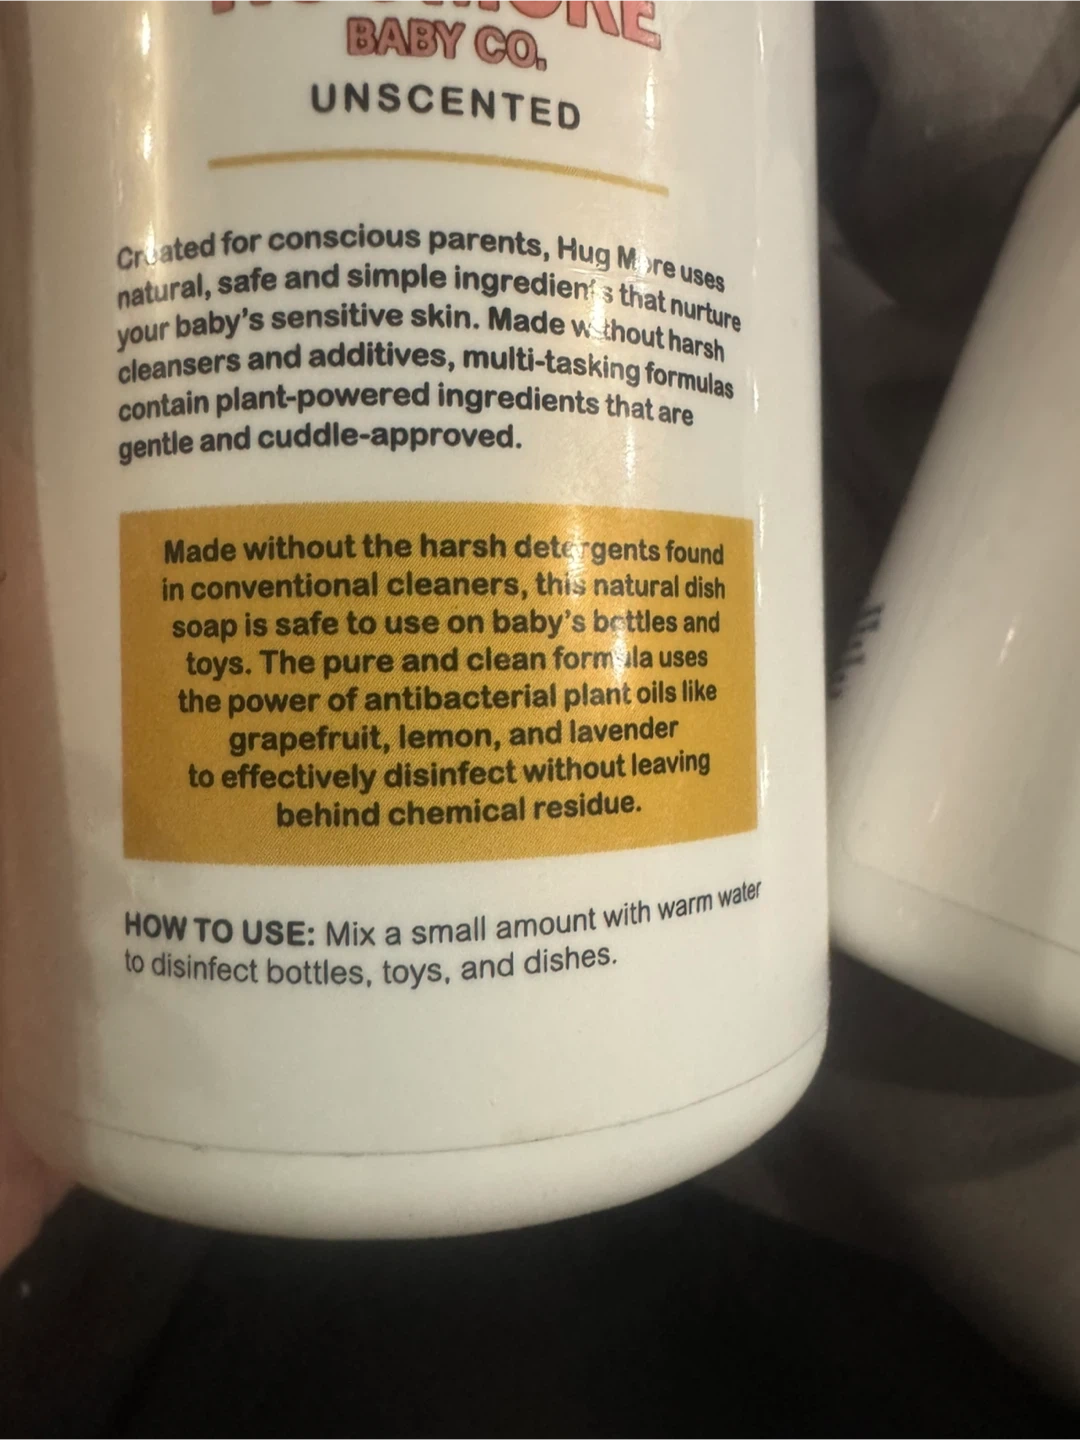 BABY CO.
UNSCENTED
Created for conscious parents, Hug More uses
natural, safe and simple ingredients that nurture
your baby's sensitive skin. Made without harsh
cleansers and additives, multi-tasking formulas
contain plant-powered ingredients that are
gentle and cuddle-approved.
Made without the harsh detergents found
in conventional cleaners, this natural dish
soap is safe to use on baby's bottles and
toys. The pure and clean formula uses
the power of antibacterial plant oils like
grapefruit, lemon, and lavender
to effectively disinfect without leaving
behind chemical residue.
HOW TO USE: Mix a small amount with warm water
to disinfect bottles, toys, and dishes.